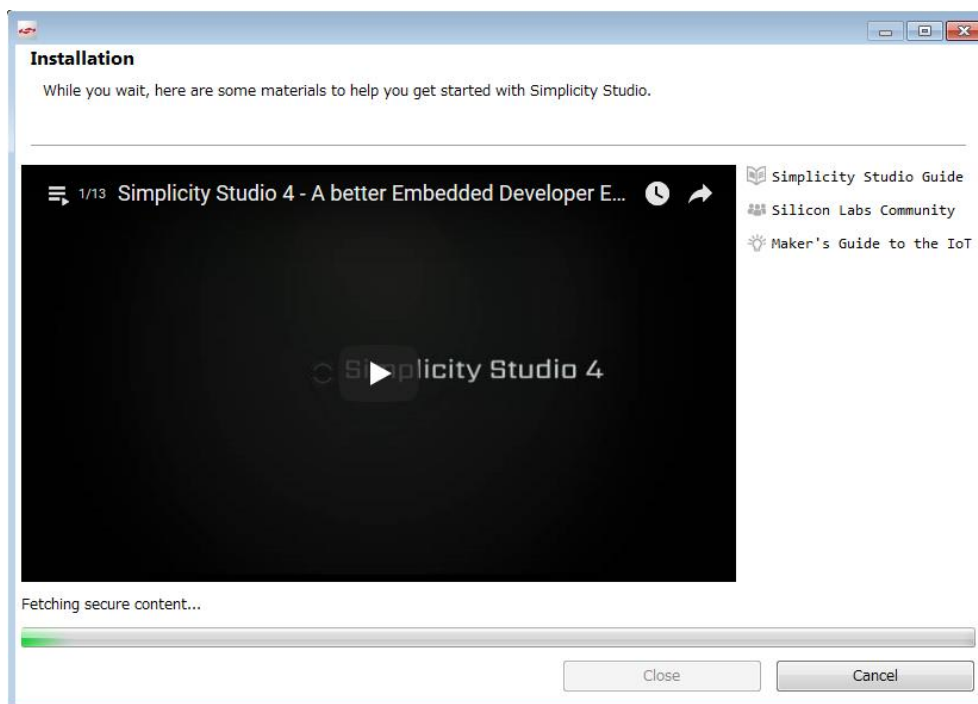 Installation
While you wait, here are some materials to help you get started with Simplicity Studio.
1/13 Simplicity Studio 4 - A better Embedded Developer E...
Simplicity Studio Guide
Silicon Labs Community
Maker's Guide to the IoT
Simplicity Studio 4
Fetching secure content...
Close Cancel